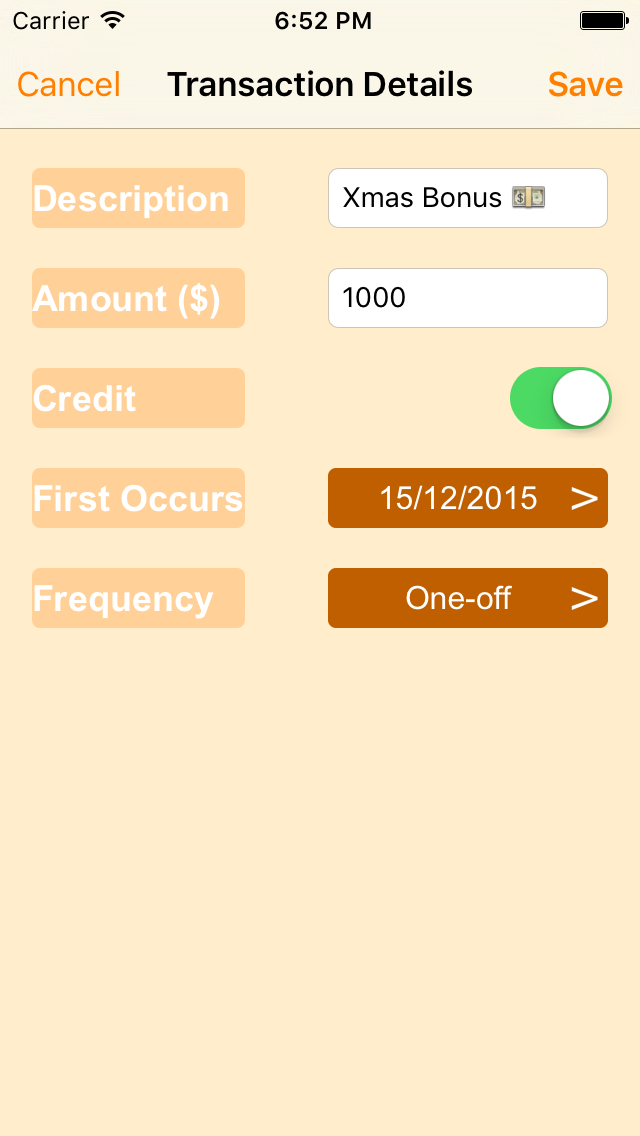 Carrier 6:52 PM
Cancel Transaction Details Save
Description Xmas Bonus 💵
Amount ($) 1000
Credit
First Occurs 15/12/2015 >
Frequency One-off >